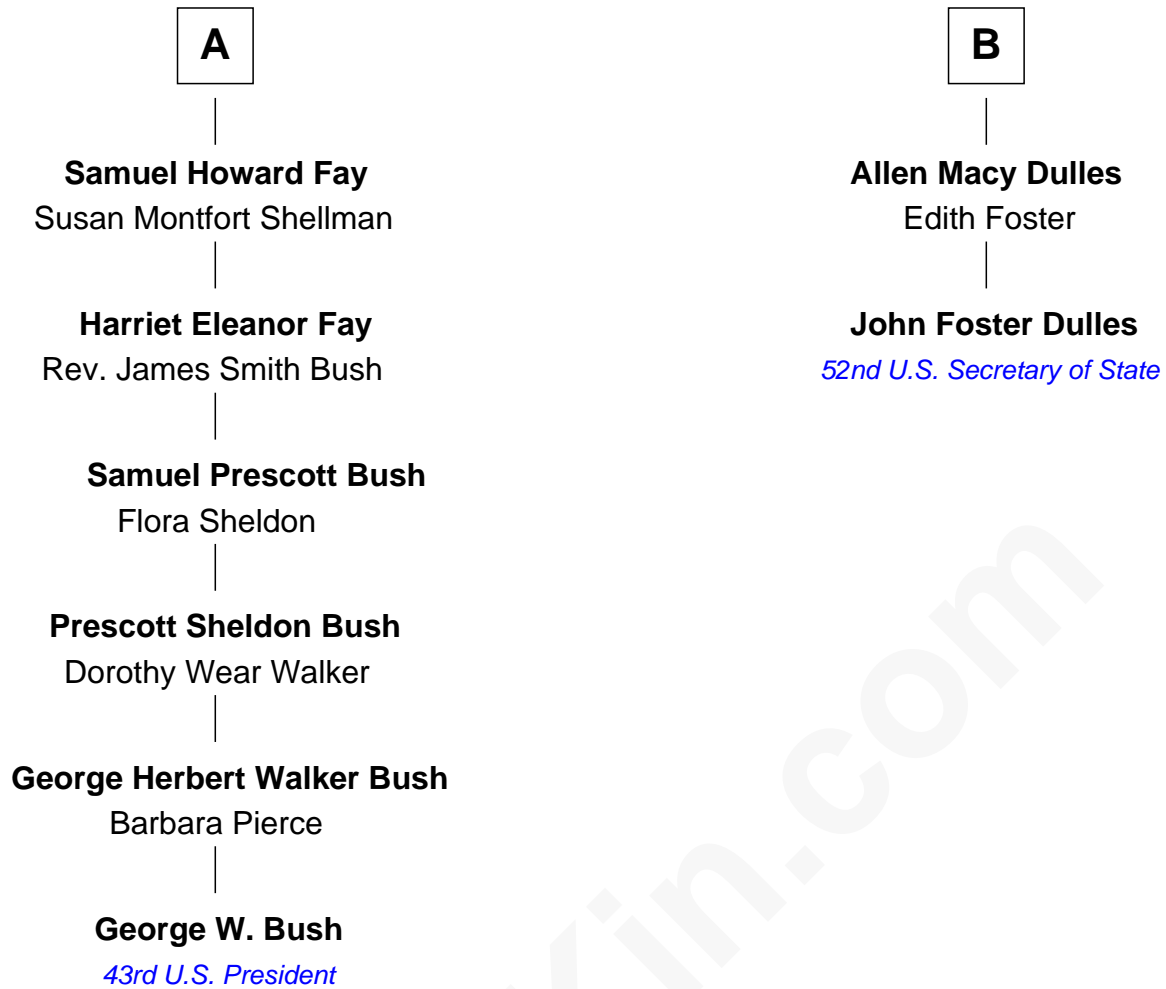 A
Samuel Howard Fay
Susan Montfort Shellman
Harriet Eleanor Fay
Rev. James Smith Bush
Samuel Prescott Bush
Flora Sheldon
Prescott Sheldon Bush
Dorothy Wear Walker
George Herbert Walker Bush
Barbara Pierce
George W. Bush
43rd U.S. President
B
Allen Macy Dulles
Edith Foster
John Foster Dulles
52nd U.S. Secretary of State